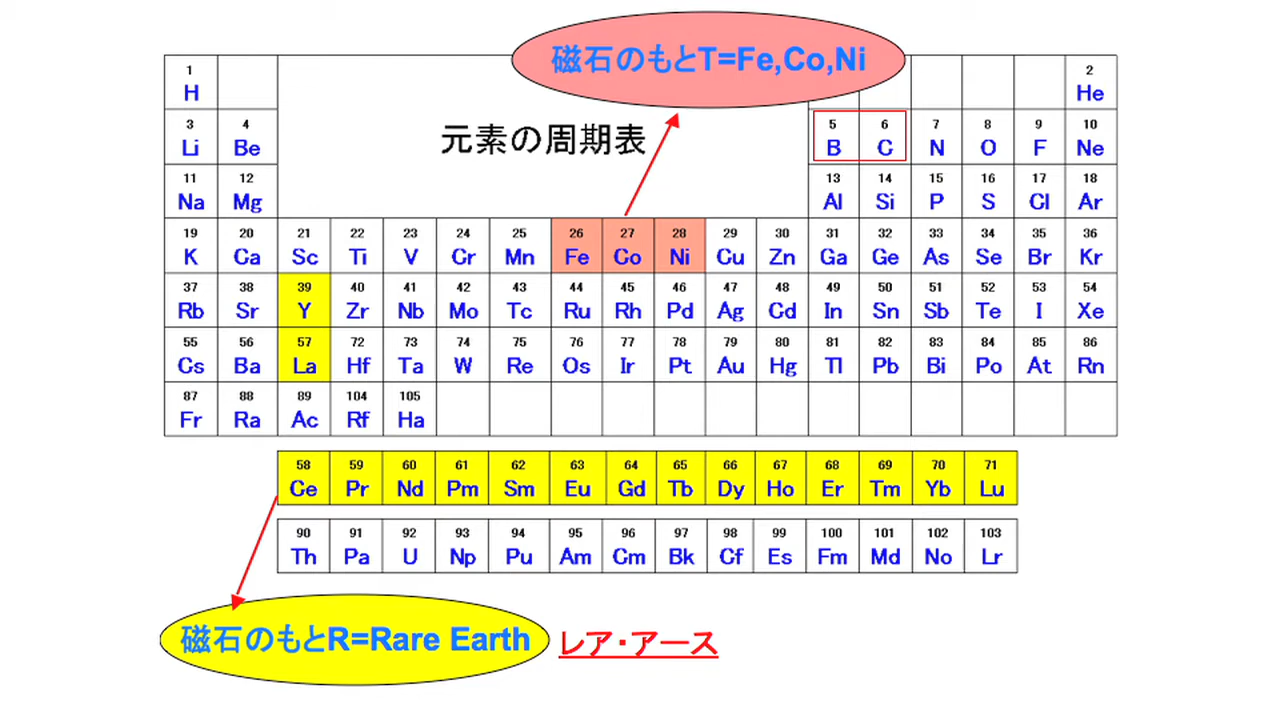 磁石のもとT=Fe,Co,Ni
1 2
H He
3 4 元素の周期表 5 6 7 8 9 10
Li Be B C N O F Ne
11 12 13 14 15 16 17 18
Na Mg Al Si P S Cl Ar
19 20 21 22 23 24 25 26 27 28 29 30 31 32 33 34 35 36
K Ca Sc Ti V Cr Mn Fe Co Ni Cu Zn Ga Ge As Se Br Kr
37 38 39 40 41 42 43 44 45 46 47 48 49 50 51 52 53 54
Rb Sr Y Zr Nb Mo Tc Ru Rh Pd Ag Cd In Sn Sb Te I Xe
55 56 57 72 73 74 75 76 77 78 79 80 81 82 83 84 85 86
Cs Ba La Hf Ta W Re Os Ir Pt Au Hg Tl Pb Bi Po At Rn
87 88 89 104 105
Fr Ra Ac Rf Ha
58 59 60 61 62 63 64 65 66 67 68 69 70 71
Ce Pr Nd Pm Sm Eu Gd Tb Dy Ho Er Tm Yb Lu
90 91 92 93 94 95 96 97 98 99 100 101 102 103
Th Pa U Np Pu Am Cm Bk Cf Es Fm Md No Lr
磁石のもとR=Rare Earth レア・アース